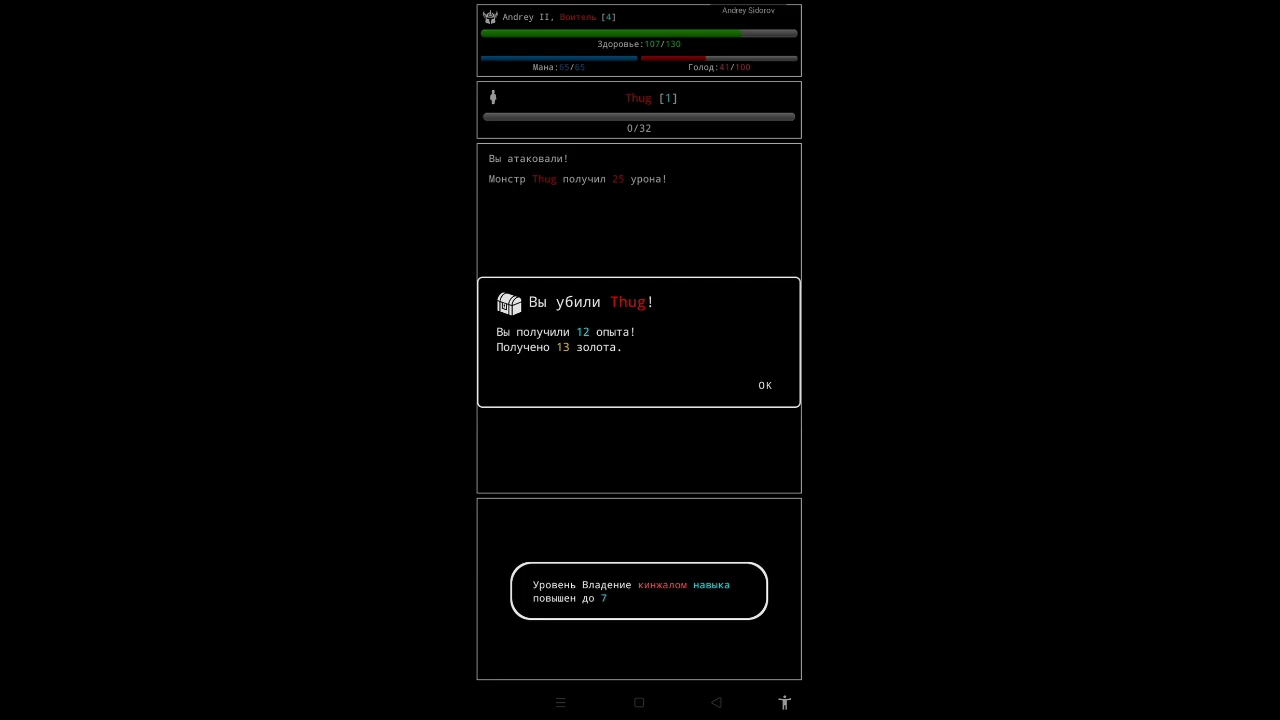 Andrey Sidorov
Andrey II, Воитель [4]
Здоровье:107/130
Мана:65/65
Голод:41/100
Thug [1]
0/32
Вы атаковали!
Монстр Thug получил 25 урона!
Вы убили Thug!
Вы получили 12 опыта!
Получено 13 золота.
OK
Уровень Владение кинжалом навыка
повышен до 7